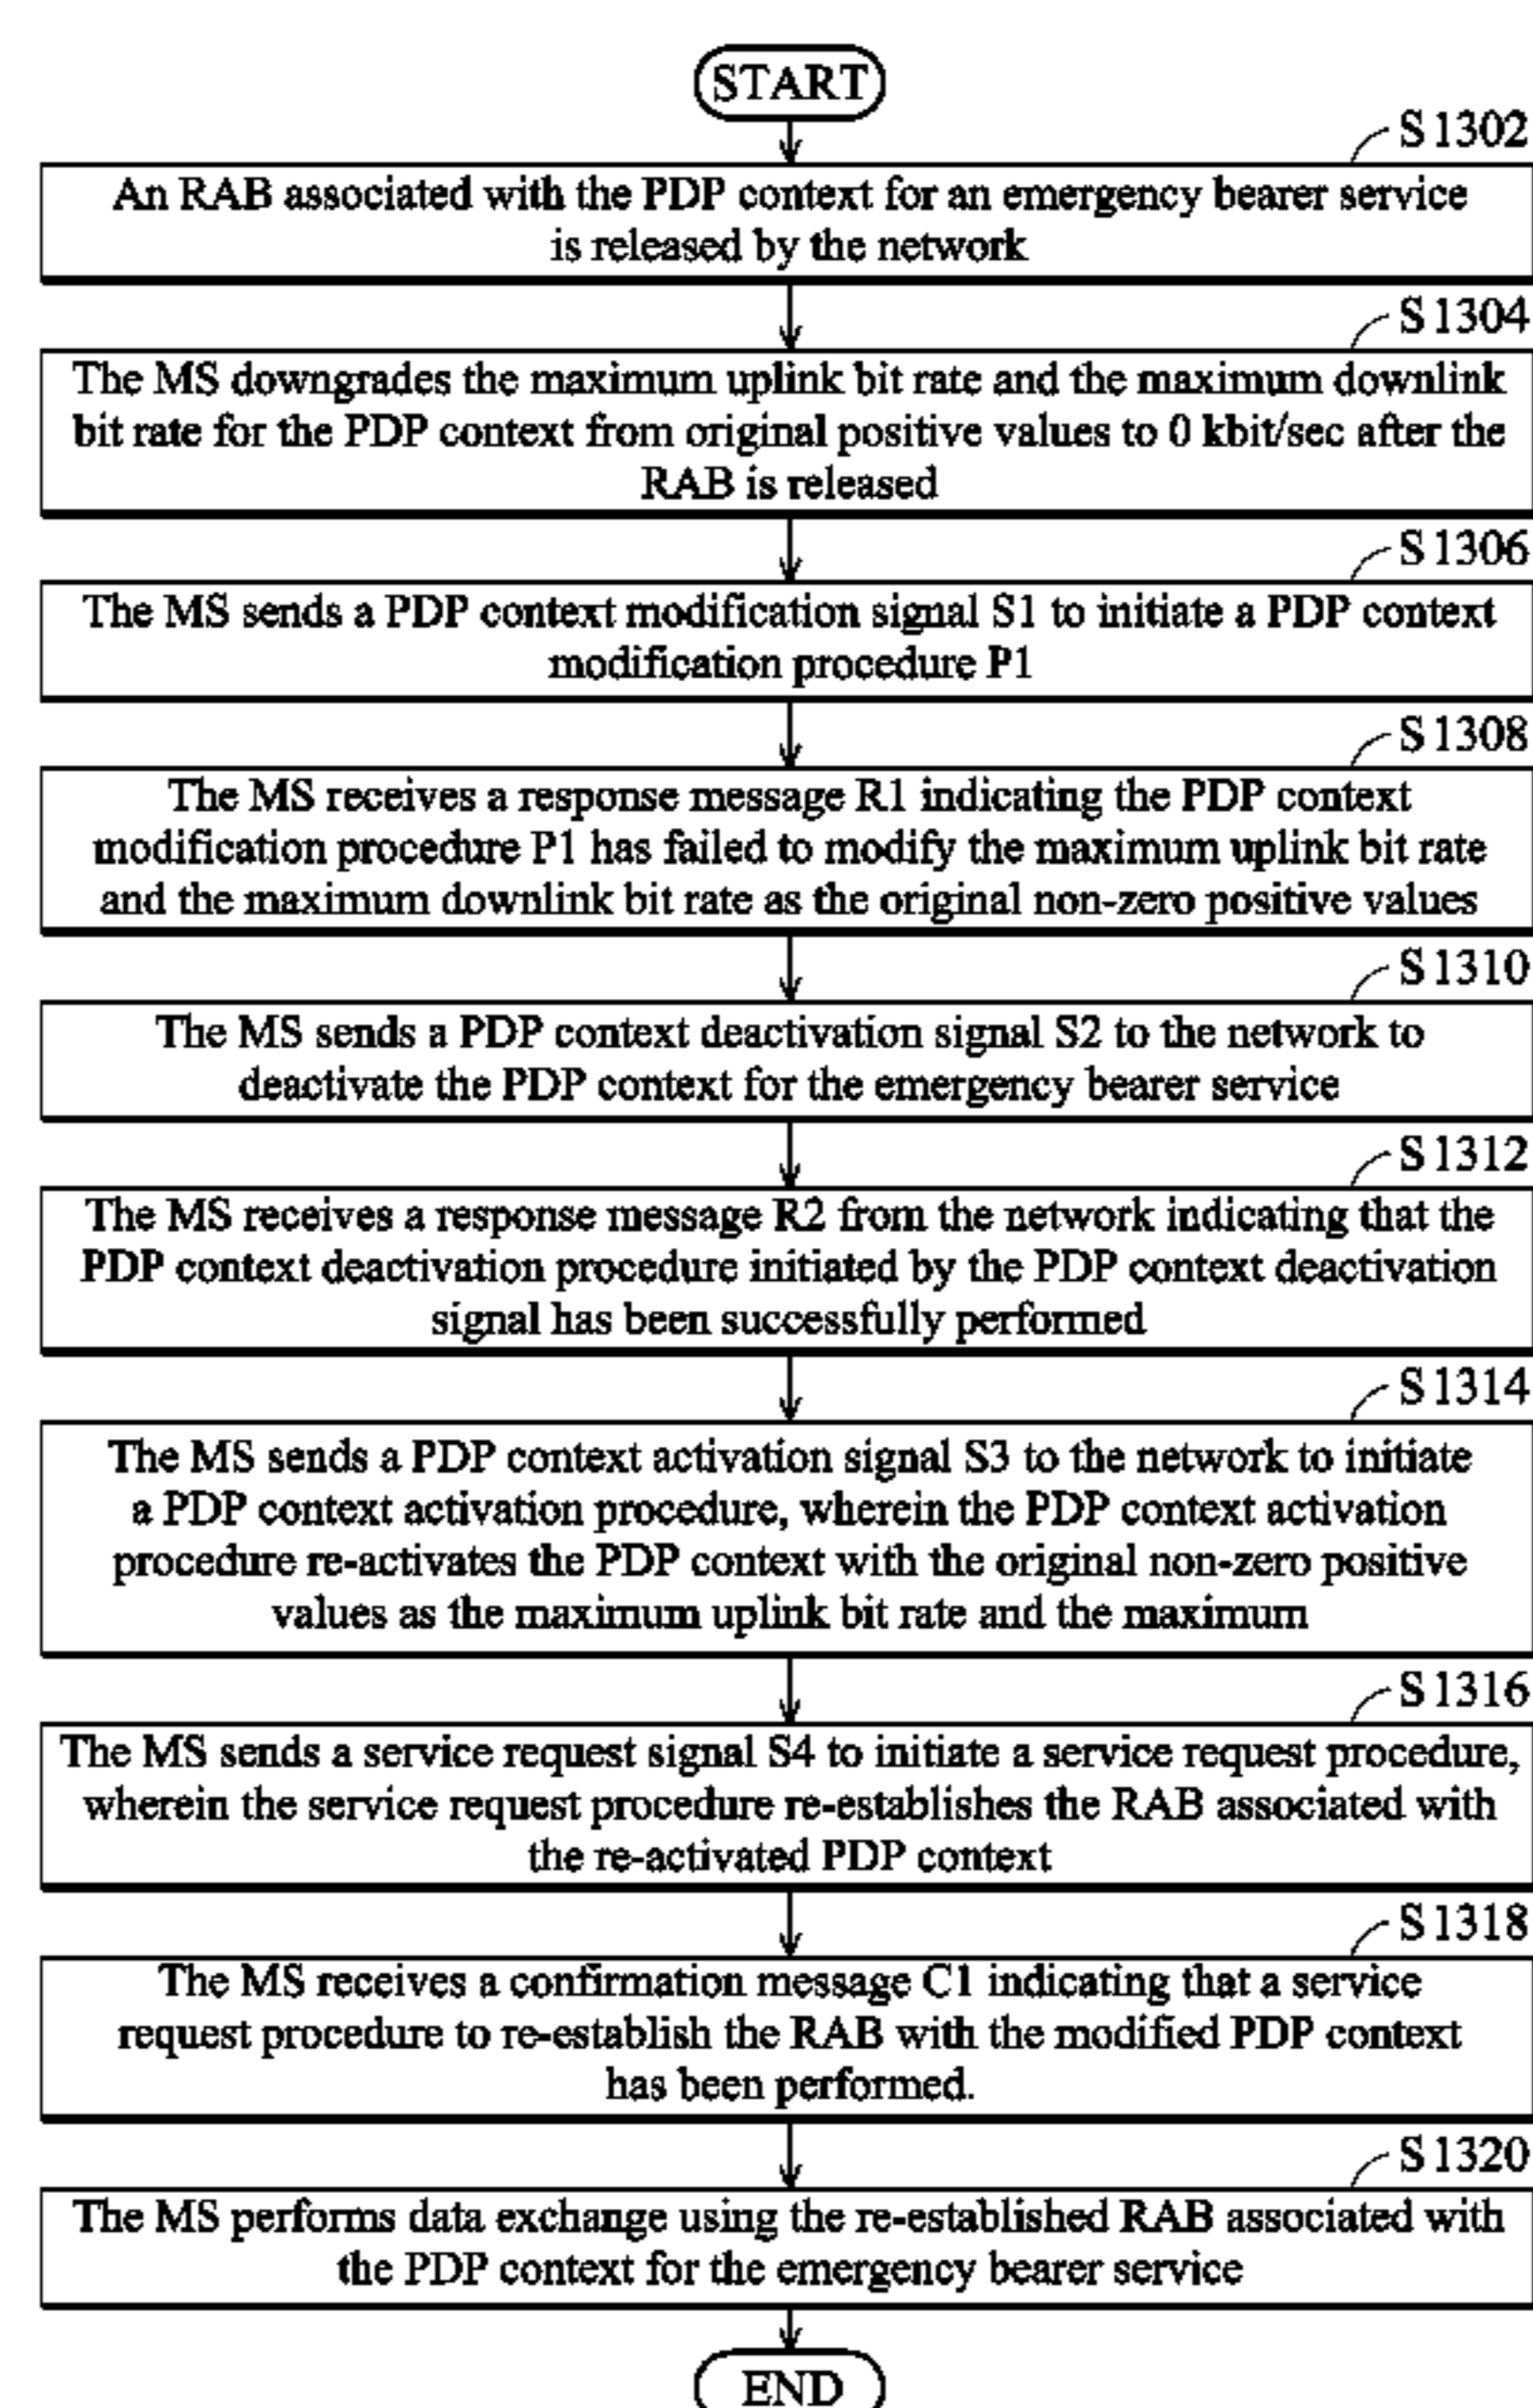 START
S1302
An RAB associated with the PDP context for an emergency bearer service
is released by the network
S1304
The MS downgrades the maximum uplink bit rate and the maximum downlink
bit rate for the PDP context from original positive values to 0 kbit/sec after the
RAB is released
S1306
The MS sends a PDP context modification signal S1 to initiate a PDP context
modification procedure P1
S1308
The MS receives a response message R1 indicating the PDP context
modification procedure P1 has failed to modify the maximum uplink bit rate
and the maximum downlink bit rate as the original non-zero positive values
S1310
The MS sends a PDP context deactivation signal S2 to the network to
deactivate the PDP context for the emergency bearer service
S1312
The MS receives a response message R2 from the network indicating that the
PDP context deactivation procedure initiated by the PDP context deactivation
signal has been successfully performed
S1314
The MS sends a PDP context activation signal S3 to the network to initiate
a PDP context activation procedure, wherein the PDP context activation
procedure re-activates the PDP context with the original non-zero positive
values as the maximum uplink bit rate and the maximum
S1316
The MS sends a service request signal S4 to initiate a service request procedure,
wherein the service request procedure re-establishes the RAB associated with
the re-activated PDP context
S1318
The MS receives a confirmation message C1 indicating that a service
request procedure to re-establish the RAB with the modified PDP context
has been performed.
S1320
The MS performs data exchange using the re-established RAB associated with
the PDP context for the emergency bearer service
END